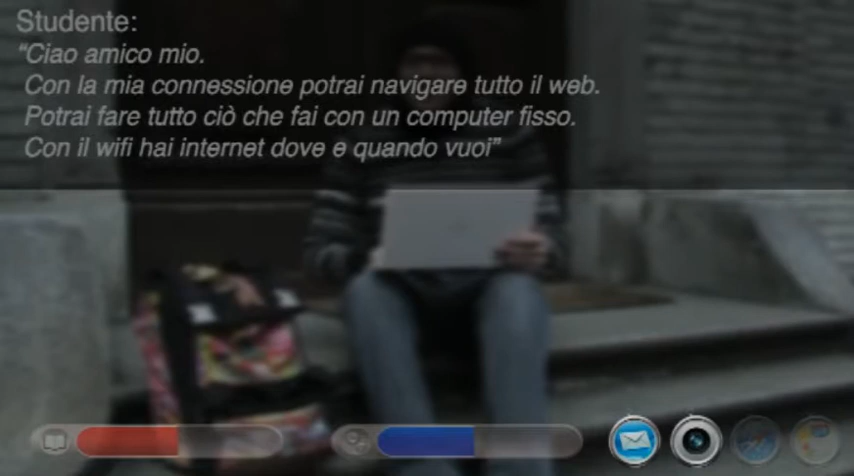 Studente:
“Ciao amico mio.
Con la mia connessione potrai navigare tutto il web.
Potrai fare tutto ciò che fai con un computer fisso.
Con il wifi hai internet dove e quando vuoi”